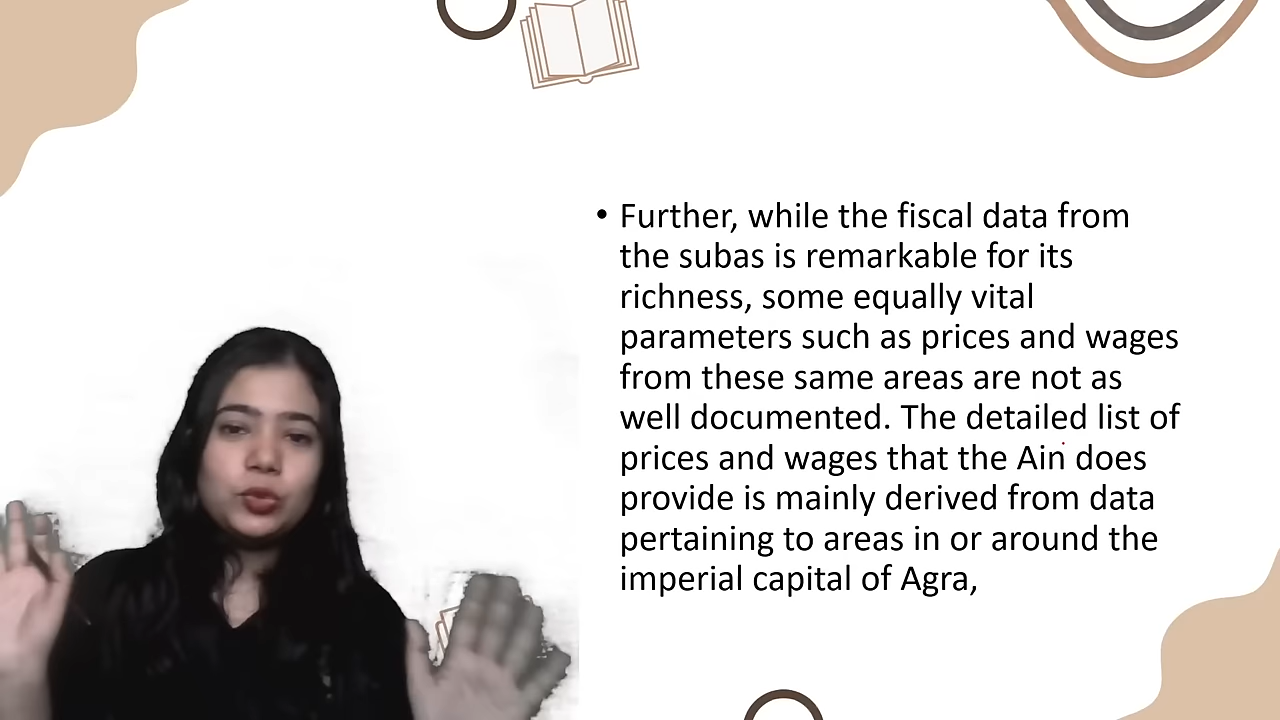 • Further, while the fiscal data from
the subas is remarkable for its
richness, some equally vital
parameters such as prices and wages
from these same areas are not as
well documented. The detailed list of
prices and wages that the Ain does
provide is mainly derived from data
pertaining to areas in or around the
imperial capital of Agra,